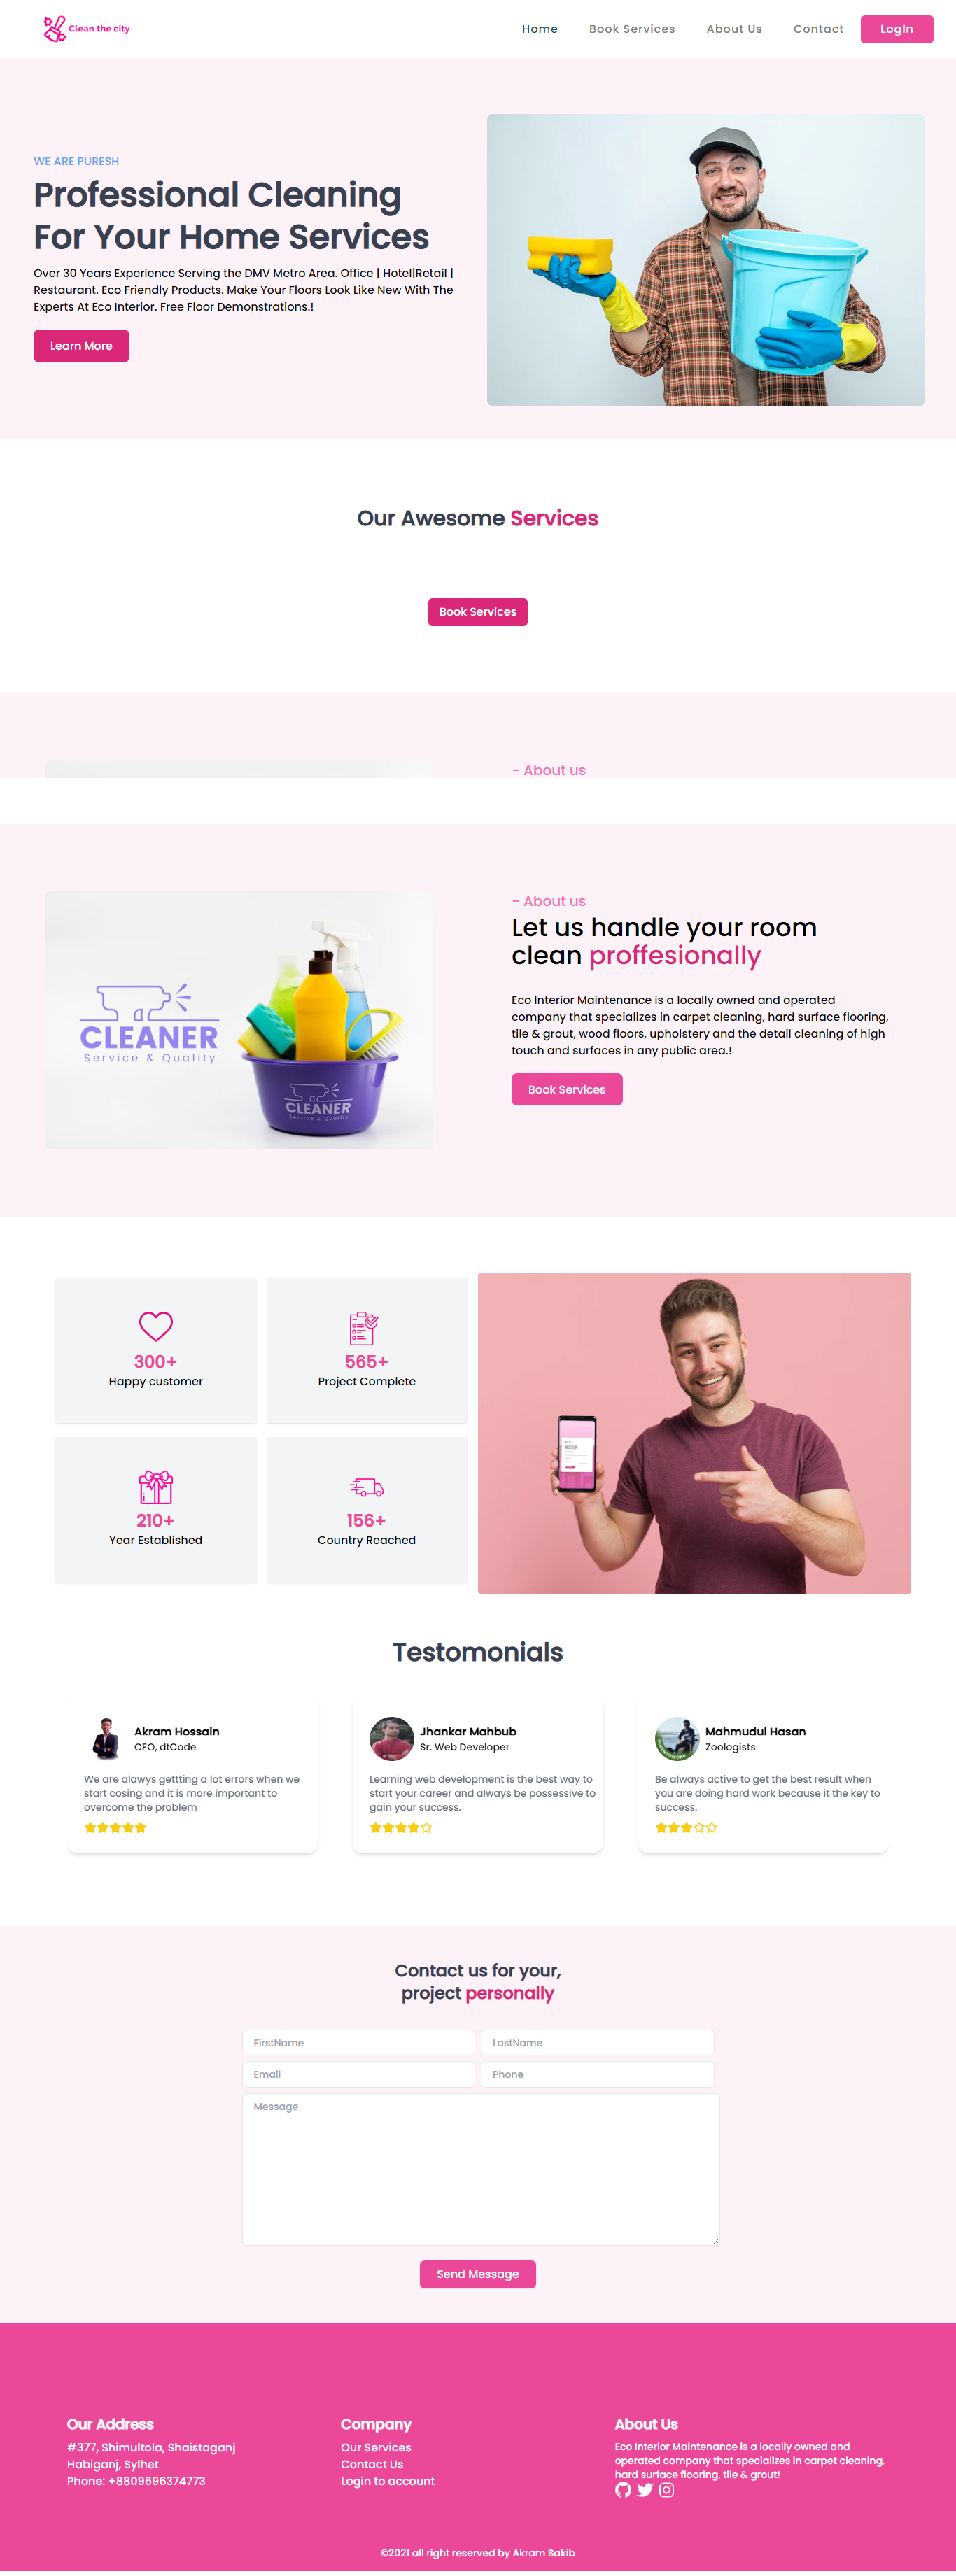 Clean the city
Home Book Services About Us Contact LogIn
WE ARE PURESH
Professional Cleaning
For Your Home Services
Over 30 Years Experience Serving the DMV Metro Area. Office | Hotel|Retail |
Restaurant. Eco Friendly Products. Make Your Floors Look Like New With The
Experts At Eco Interior. Free Floor Demonstrations.!
Learn More
Our Awesome Services
Book Services
- About us
- About us
Let us handle your room
clean proffesionally
CLEANER
Service & Quality
CLEANER
Service & Quality
Eco Interior Maintenance is a locally owned and operated
company that specializes in carpet cleaning, hard surface flooring,
tile & grout, wood floors, upholstery and the detail cleaning of high
touch and surfaces in any public area.!
Book Services
300+
Happy customer
565+
Project Complete
210+
Year Established
156+
Country Reached
MOCKUP
Testomonials
Akram Hossain
CEO, dtCode
We are alawys gettting a lot errors when we
start cosing and it is more important to
overcome the problem
Jhankar Mahbub
Sr. Web Developer
Learning web development is the best way to
start your career and always be possessive to
gain your success.
Mahmudul Hasan
Zoologists
Be always active to get the best result when
you are doing hard work because it the key to
success.
Contact us for your,
project personally
FirstName
LastName
Email
Phone
Message
Send Message
Our Address
#377, Shimultola, Shaistaganj
Habiganj, Sylhet
Phone: +8809696374773
Company
Our Services
Contact Us
Login to account
About Us
Eco Interior Maintenance is a locally owned and
operated company that specializes in carpet cleaning,
hard surface flooring, tile & grout!
©2021 all right reserved by Akram Sakib